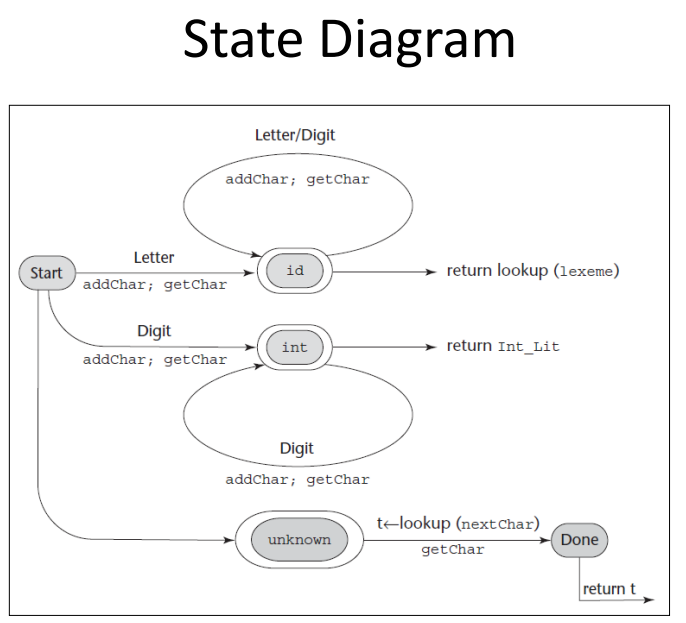 State Diagram
Letter/Digit
addChar; getChar
Start
Letter
addChar; getChar
id
return lookup (lexeme)
Digit
addChar; getChar
int
return Int_Lit
Digit
addChar; getChar
unknown
t←lookup (nextChar)
getChar
Done
return t